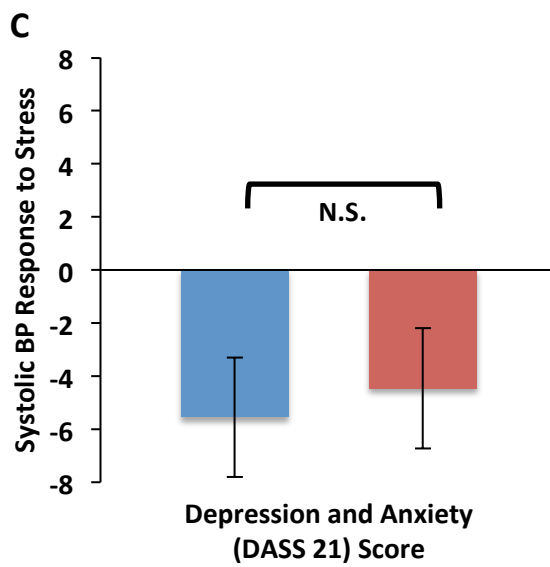 C
Systolic BP Response to Stress
8
6
4
2
0
-2
-4
-6
-8
N.S.
Depression and Anxiety
(DASS 21) Score